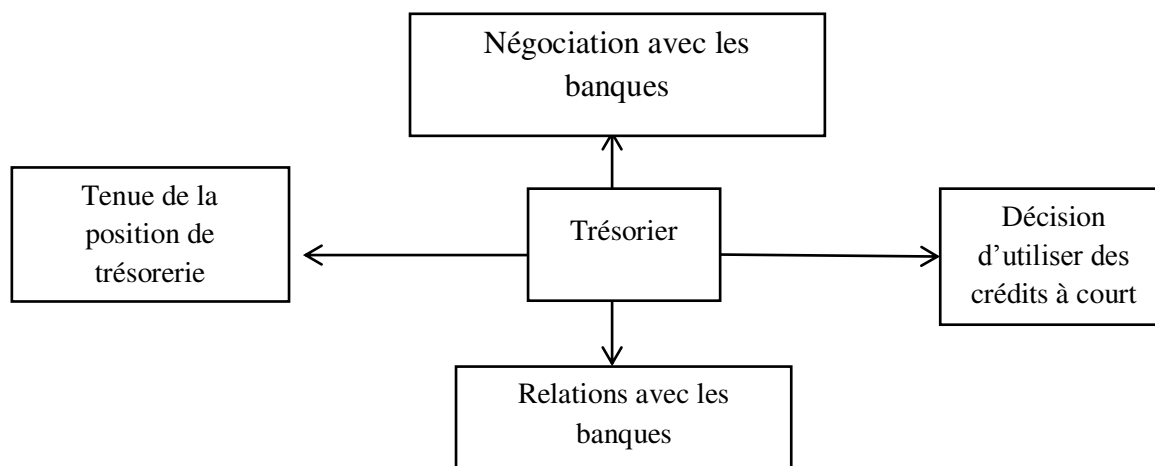 Négociation avec les
banques
Tenue de la
position de
trésorerie
Trésorier
Décision
d’utiliser des
crédits à court
Relations avec les
banques